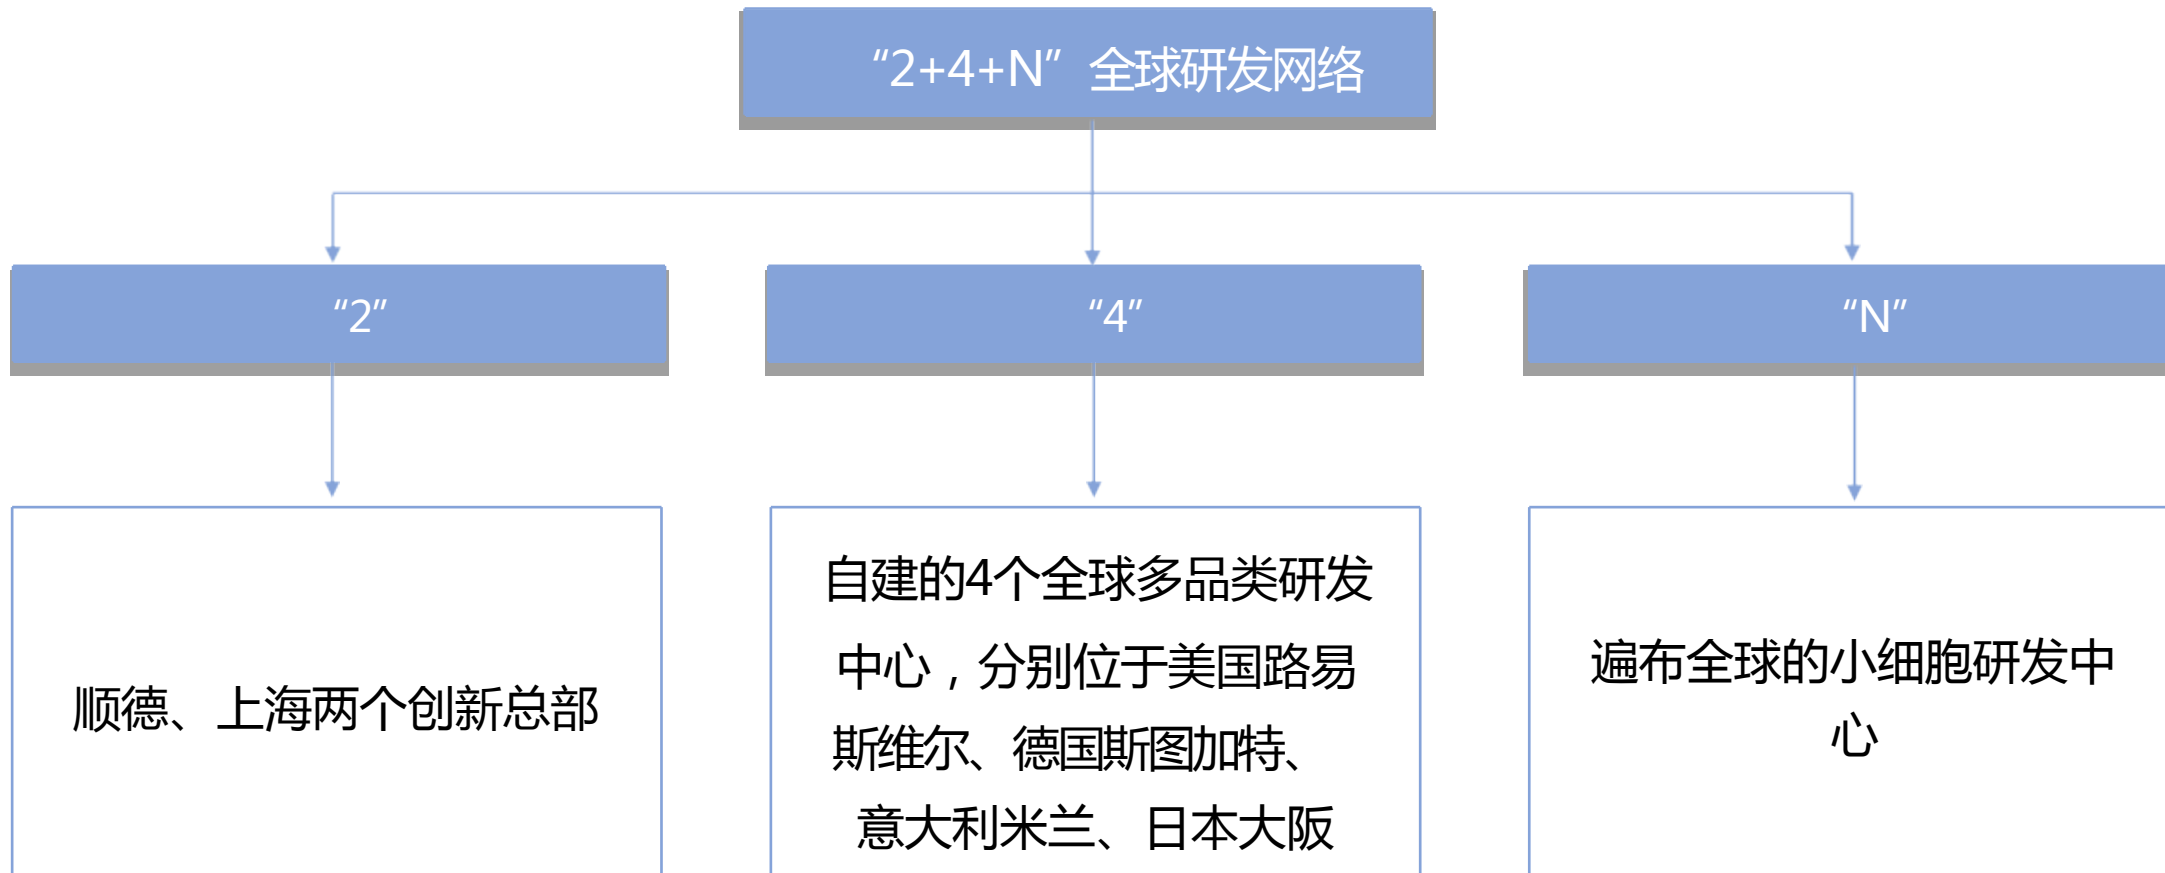 “2+4+N” 全球研发网络
“2”
“4”
“N”
顺德、上海两个创新总部
自建的4个全球多品类研发
中心，分别位于美国路易
斯维尔、德国斯图加特、
意大利米兰、日本大阪
遍布全球的小细胞研发中
心